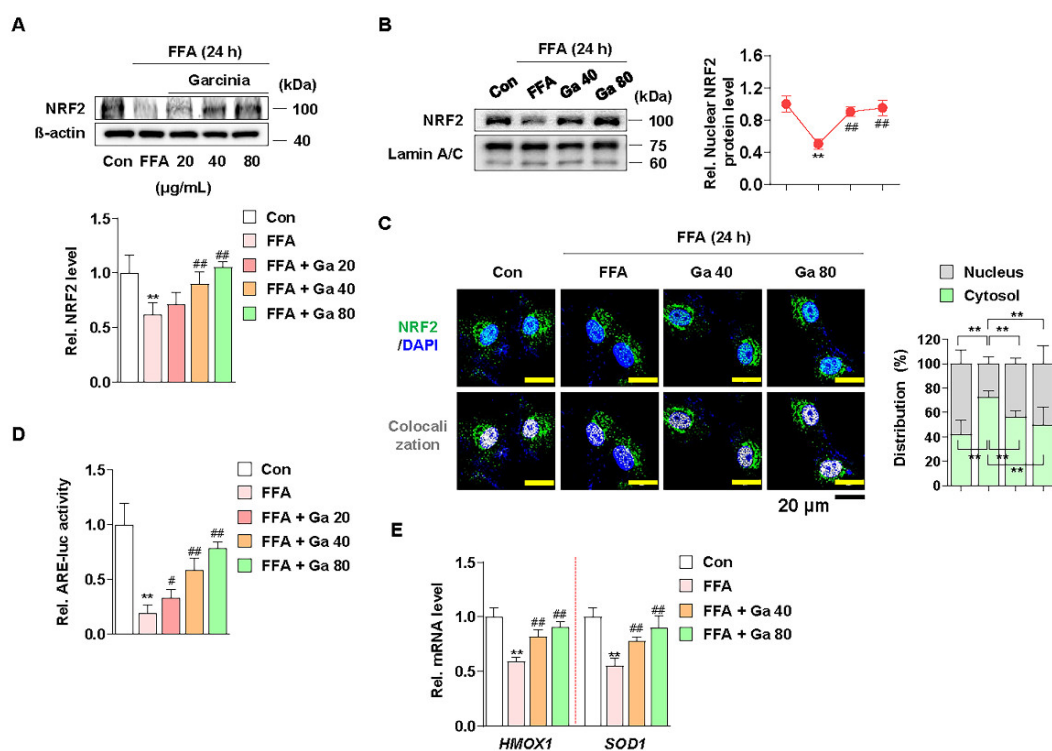 A
FFA (24 h)
Garcinia
(kDa)
NRF2
100
ß-actin
40
Con FFA 20 40 80
(µg/mL)
Rel. NRF2 level
1.5
1.0
0.5
0.0
**
##
##
Con
FFA
FFA + Ga 20
FFA + Ga 40
FFA + Ga 80
B
FFA (24 h)
Con FFA Ga 40 Ga 80
(kDa)
NRF2
100
Lamin A/C
75
60
Rel. Nuclear NRF2
protein level
1.6
1.2
0.8
0.4
0.0
**
##
##
C
FFA (24 h)
Con FFA Ga 40 Ga 80
NRF2
/DAPI
Colocali
zation
20 µm
Nucleus
Cytosol
Distribution (%)
120
100
80
60
40
20
0
**
** **
** **
**
D
Rel. ARE-luc activity
1.5
1.0
0.5
0.0
**
#
##
##
Con
FFA
FFA + Ga 20
FFA + Ga 40
FFA + Ga 80
E
Rel. mRNA level
1.5
1.0
0.5
0.0
**
##
##
**
##
##
HMOX1 SOD1
Con
FFA
FFA + Ga 40
FFA + Ga 80